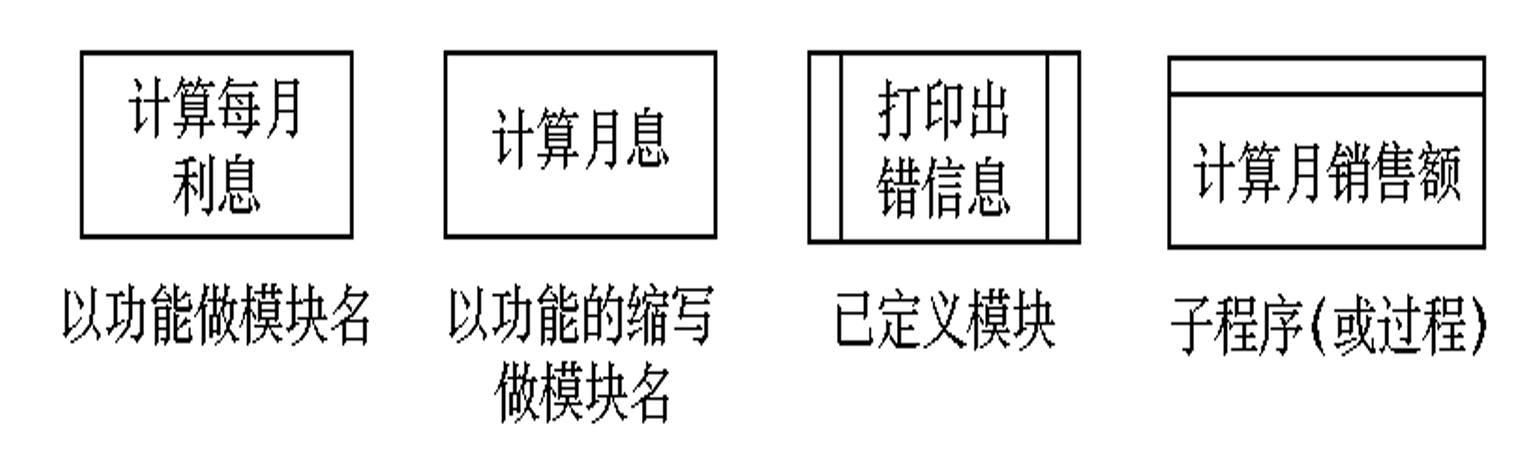 计算每月
利息
计算月息
打印出
错信息
计算月销售额
以功能做模块名
以功能的缩写
做模块名
已定义模块
子程序(或过程)